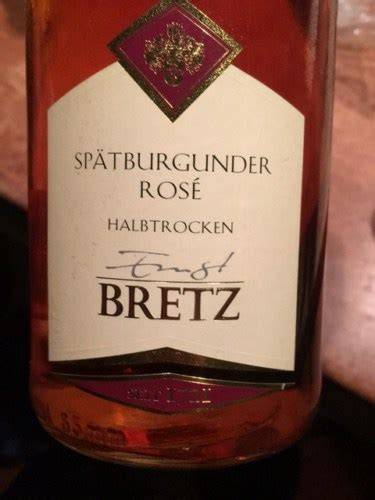 SPÄTBURGUNDER
ROSÉ
HALBTROCKEN
Ernst
BRETZ